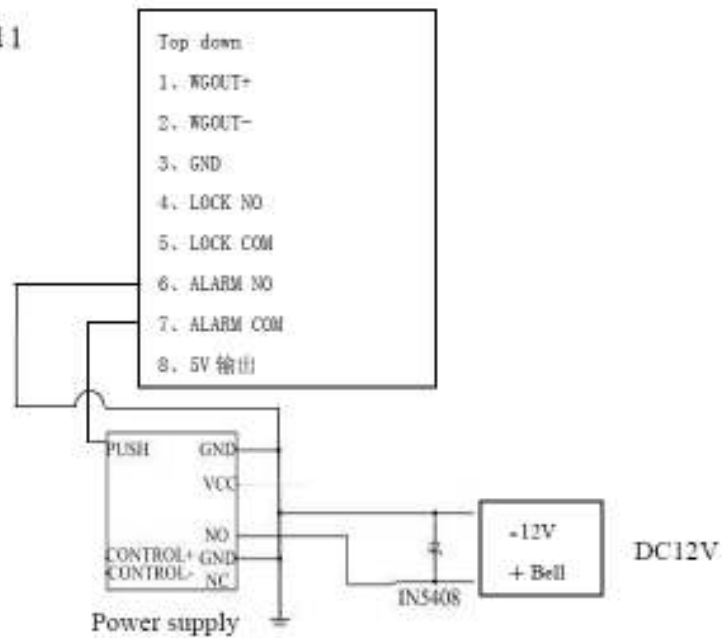 11
Top down
1、WGOUT+
2、WGOUT-
3、GND
4、LOCK NO
5、LOCK COM
6、ALARM NO
7、ALARM COM
8、5V 输出
PUSH GND
VCC
NO
CONTROL+ GND
CONTROL- NC
Power supply
IN5408
-12V
+ Bell
DC12V